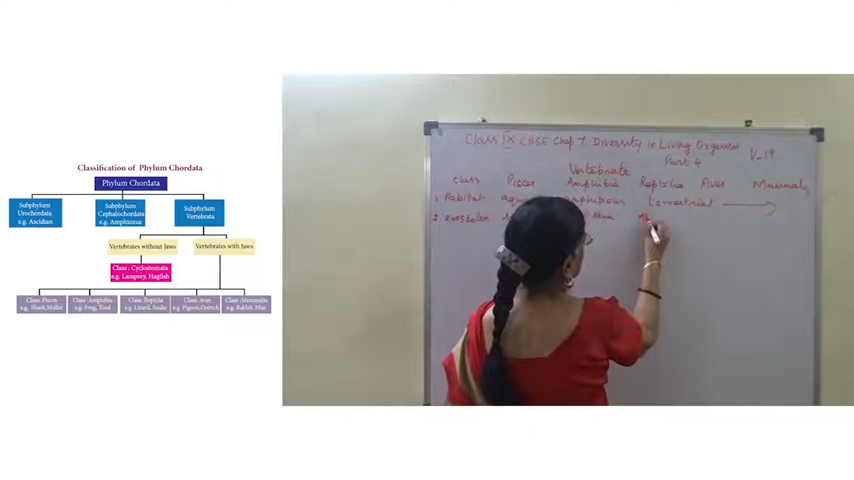 Classification of Phylum Chordata
Phylum Chordata
Subphylum
Urochordata
e.g. Ascidian
Subphylum
Cephalochordata
e.g. Amphioxus
Subphylum
Vertebrata
Vertebrates without Jaws
Vertebrates with Jaws
Class : Cyclostomata
e.g. Lamprey, Hagfish
Class :Pisces
e.g. Shark,Mullet
Class :Amphibia
e.g. Frog, Toad
Class :Reptilia
e.g. Lizard, Snake
Class :Aves
e.g. Pigeon,Ostrich
Class :Mammalia
e.g. Rabbit, Man
Class IX CBSE Chap 7 Diversity in Living Organism
Part 4 V-19
Vertebrate
Class Pisces Amphibia Reptilia Aves Mammals
1. Habitat- amphibious terrestrial
2. Exoskeleton